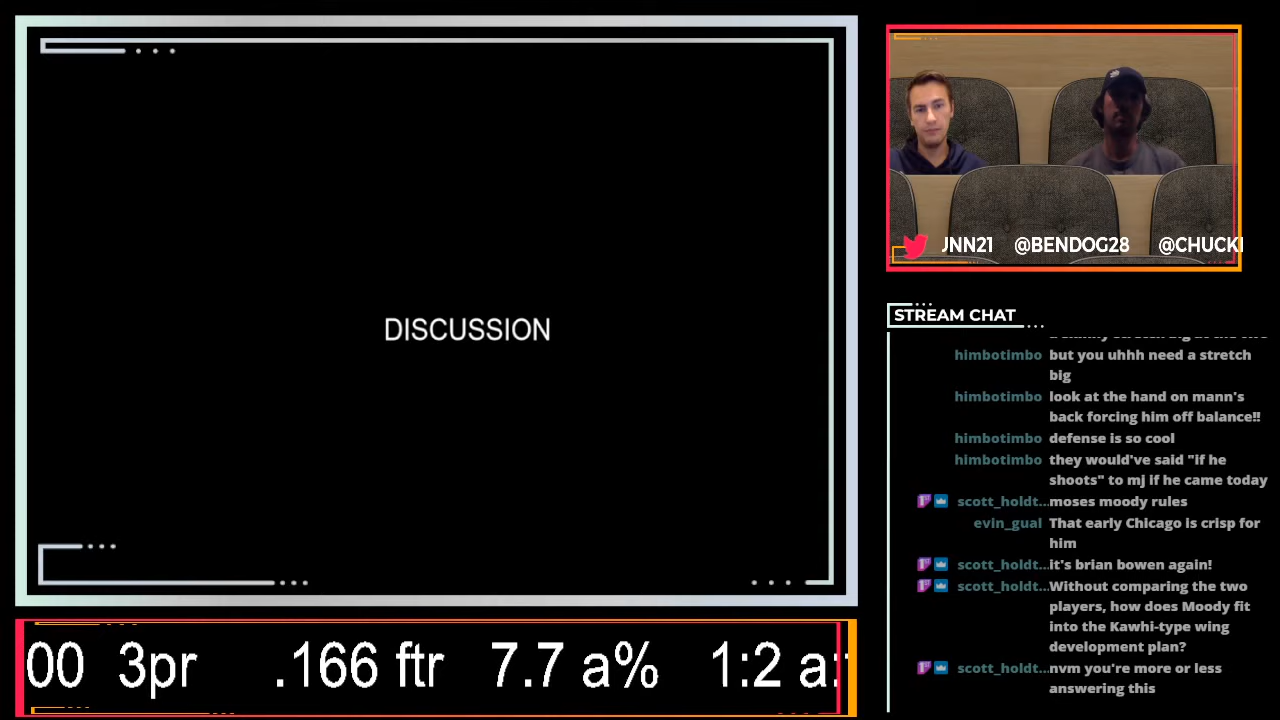 DISCUSSION
00 3pr .166 ftr 7.7 a% 1:2 a:
JNN21 @BENDOG28 @CHUCKI
STREAM CHAT
himbotimbo but you uhhh need a stretch
big
himbotimbo look at the hand on mann's
back forcing him off balance!!
himbotimbo defense is so cool
himbotimbo they would've said "if he
shoots" to mj if he came today
scott_holdt... moses moody rules
evin_gual That early Chicago is crisp for
him
scott_holdt... it's brian bowen again!
scott_holdt... Without comparing the two
players, how does Moody fit
into the Kawhi-type wing
development plan?
scott_holdt... nvm you're more or less
answering this